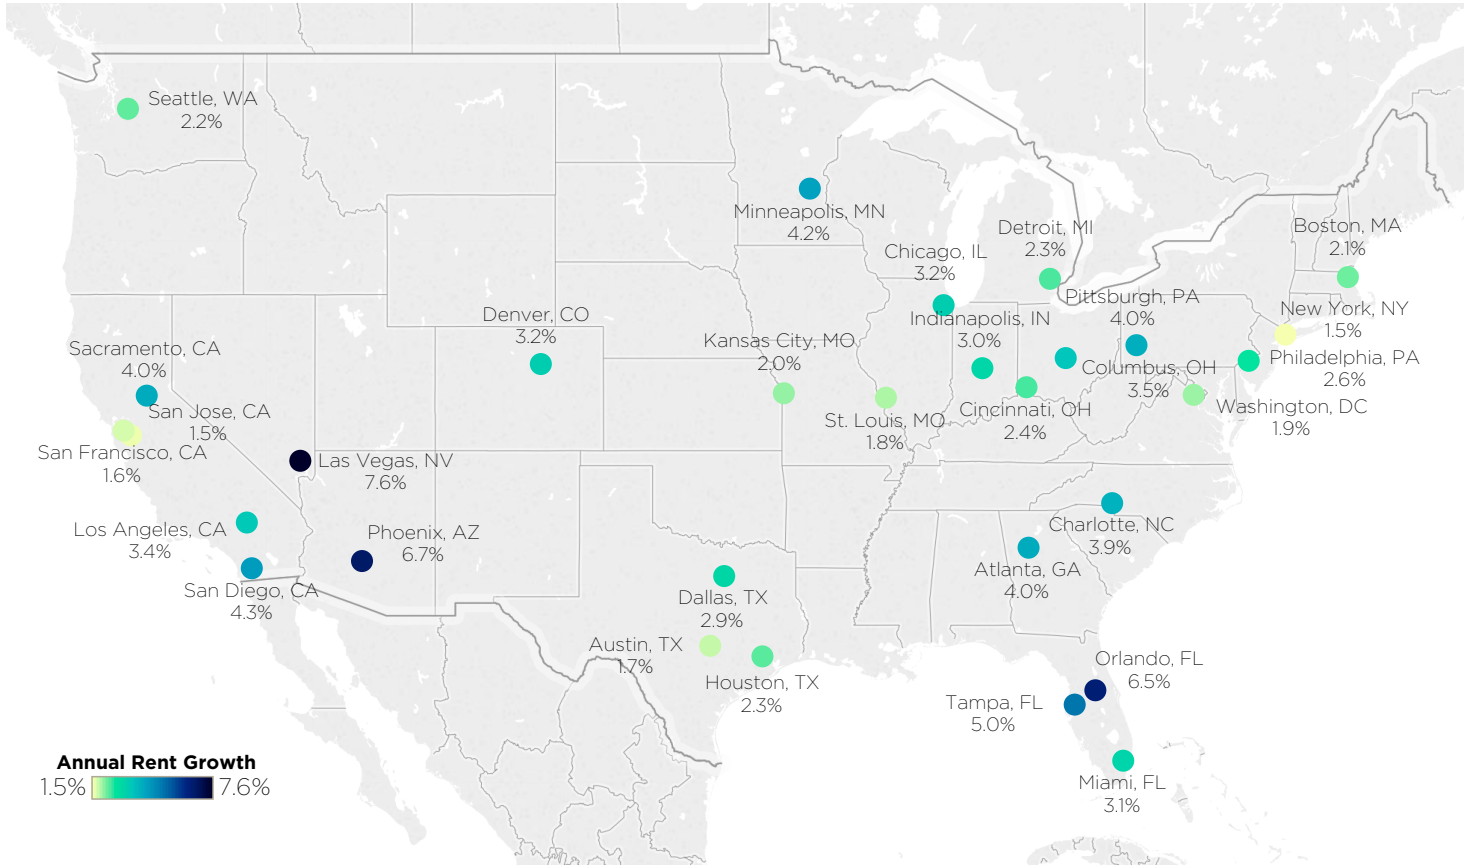 Seattle, WA
2.2%
Minneapolis, MN
4.2%
Detroit, MI
2.3%
Boston, MA
2.1%
Chicago, IL
3.2%
Pittsburgh, PA
4.0%
New York, NY
1.5%
Denver, CO
3.2%
Indianapolis, IN
3.0%
Kansas City, MO
2.0%
Sacramento, CA
4.0%
Columbus, OH
3.5%
Philadelphia, PA
2.6%
San Jose, CA
1.5%
St. Louis, MO
1.8%
Cincinnati, OH
2.4%
Washington, DC
1.9%
San Francisco, CA
1.6%
Las Vegas, NV
7.6%
Los Angeles, CA
3.4%
Phoenix, AZ
6.7%
Charlotte, NC
3.9%
Atlanta, GA
4.0%
San Diego, CA
4.3%
Dallas, TX
2.9%
Austin, TX
1.7%
Houston, TX
2.3%
Orlando, FL
6.5%
Tampa, FL
5.0%
Miami, FL
3.1%
Annual Rent Growth
1.5% 7.6%